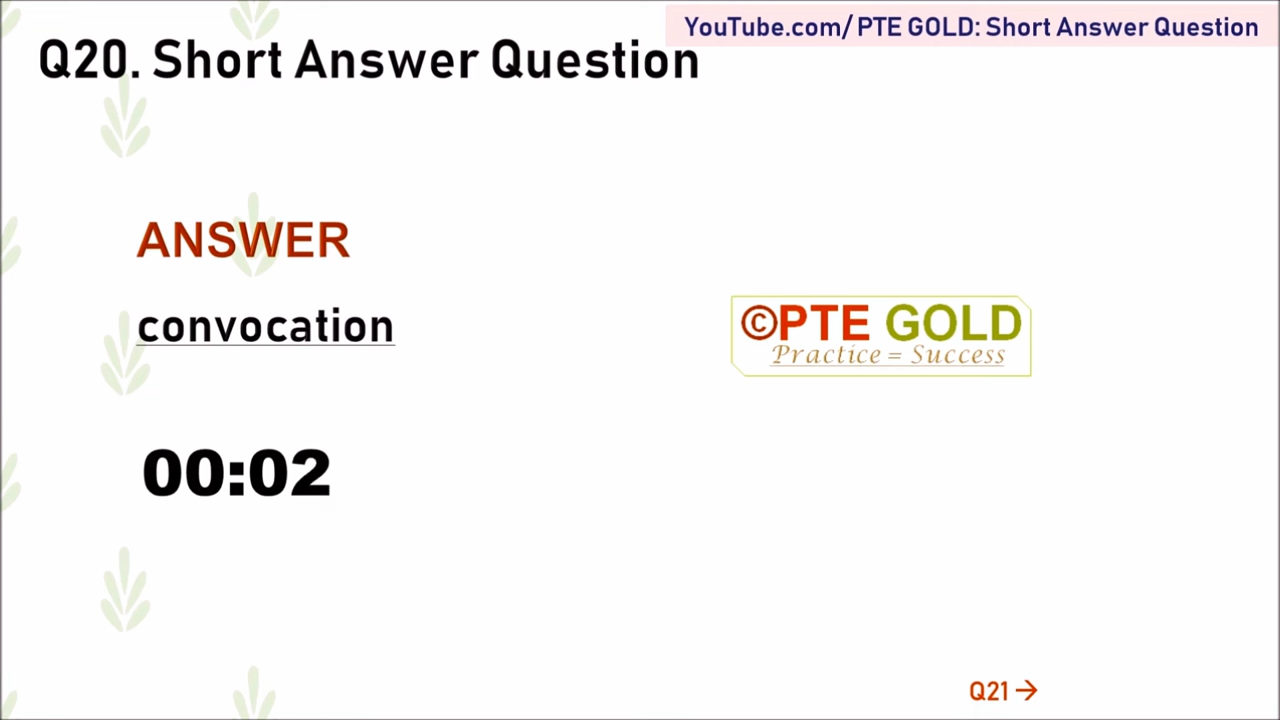 YouTube.com/ PTE GOLD: Short Answer Question
Q20. Short Answer Question
ANSWER
convocation
©PTE GOLD
Practice = Success
00:02
Q21→